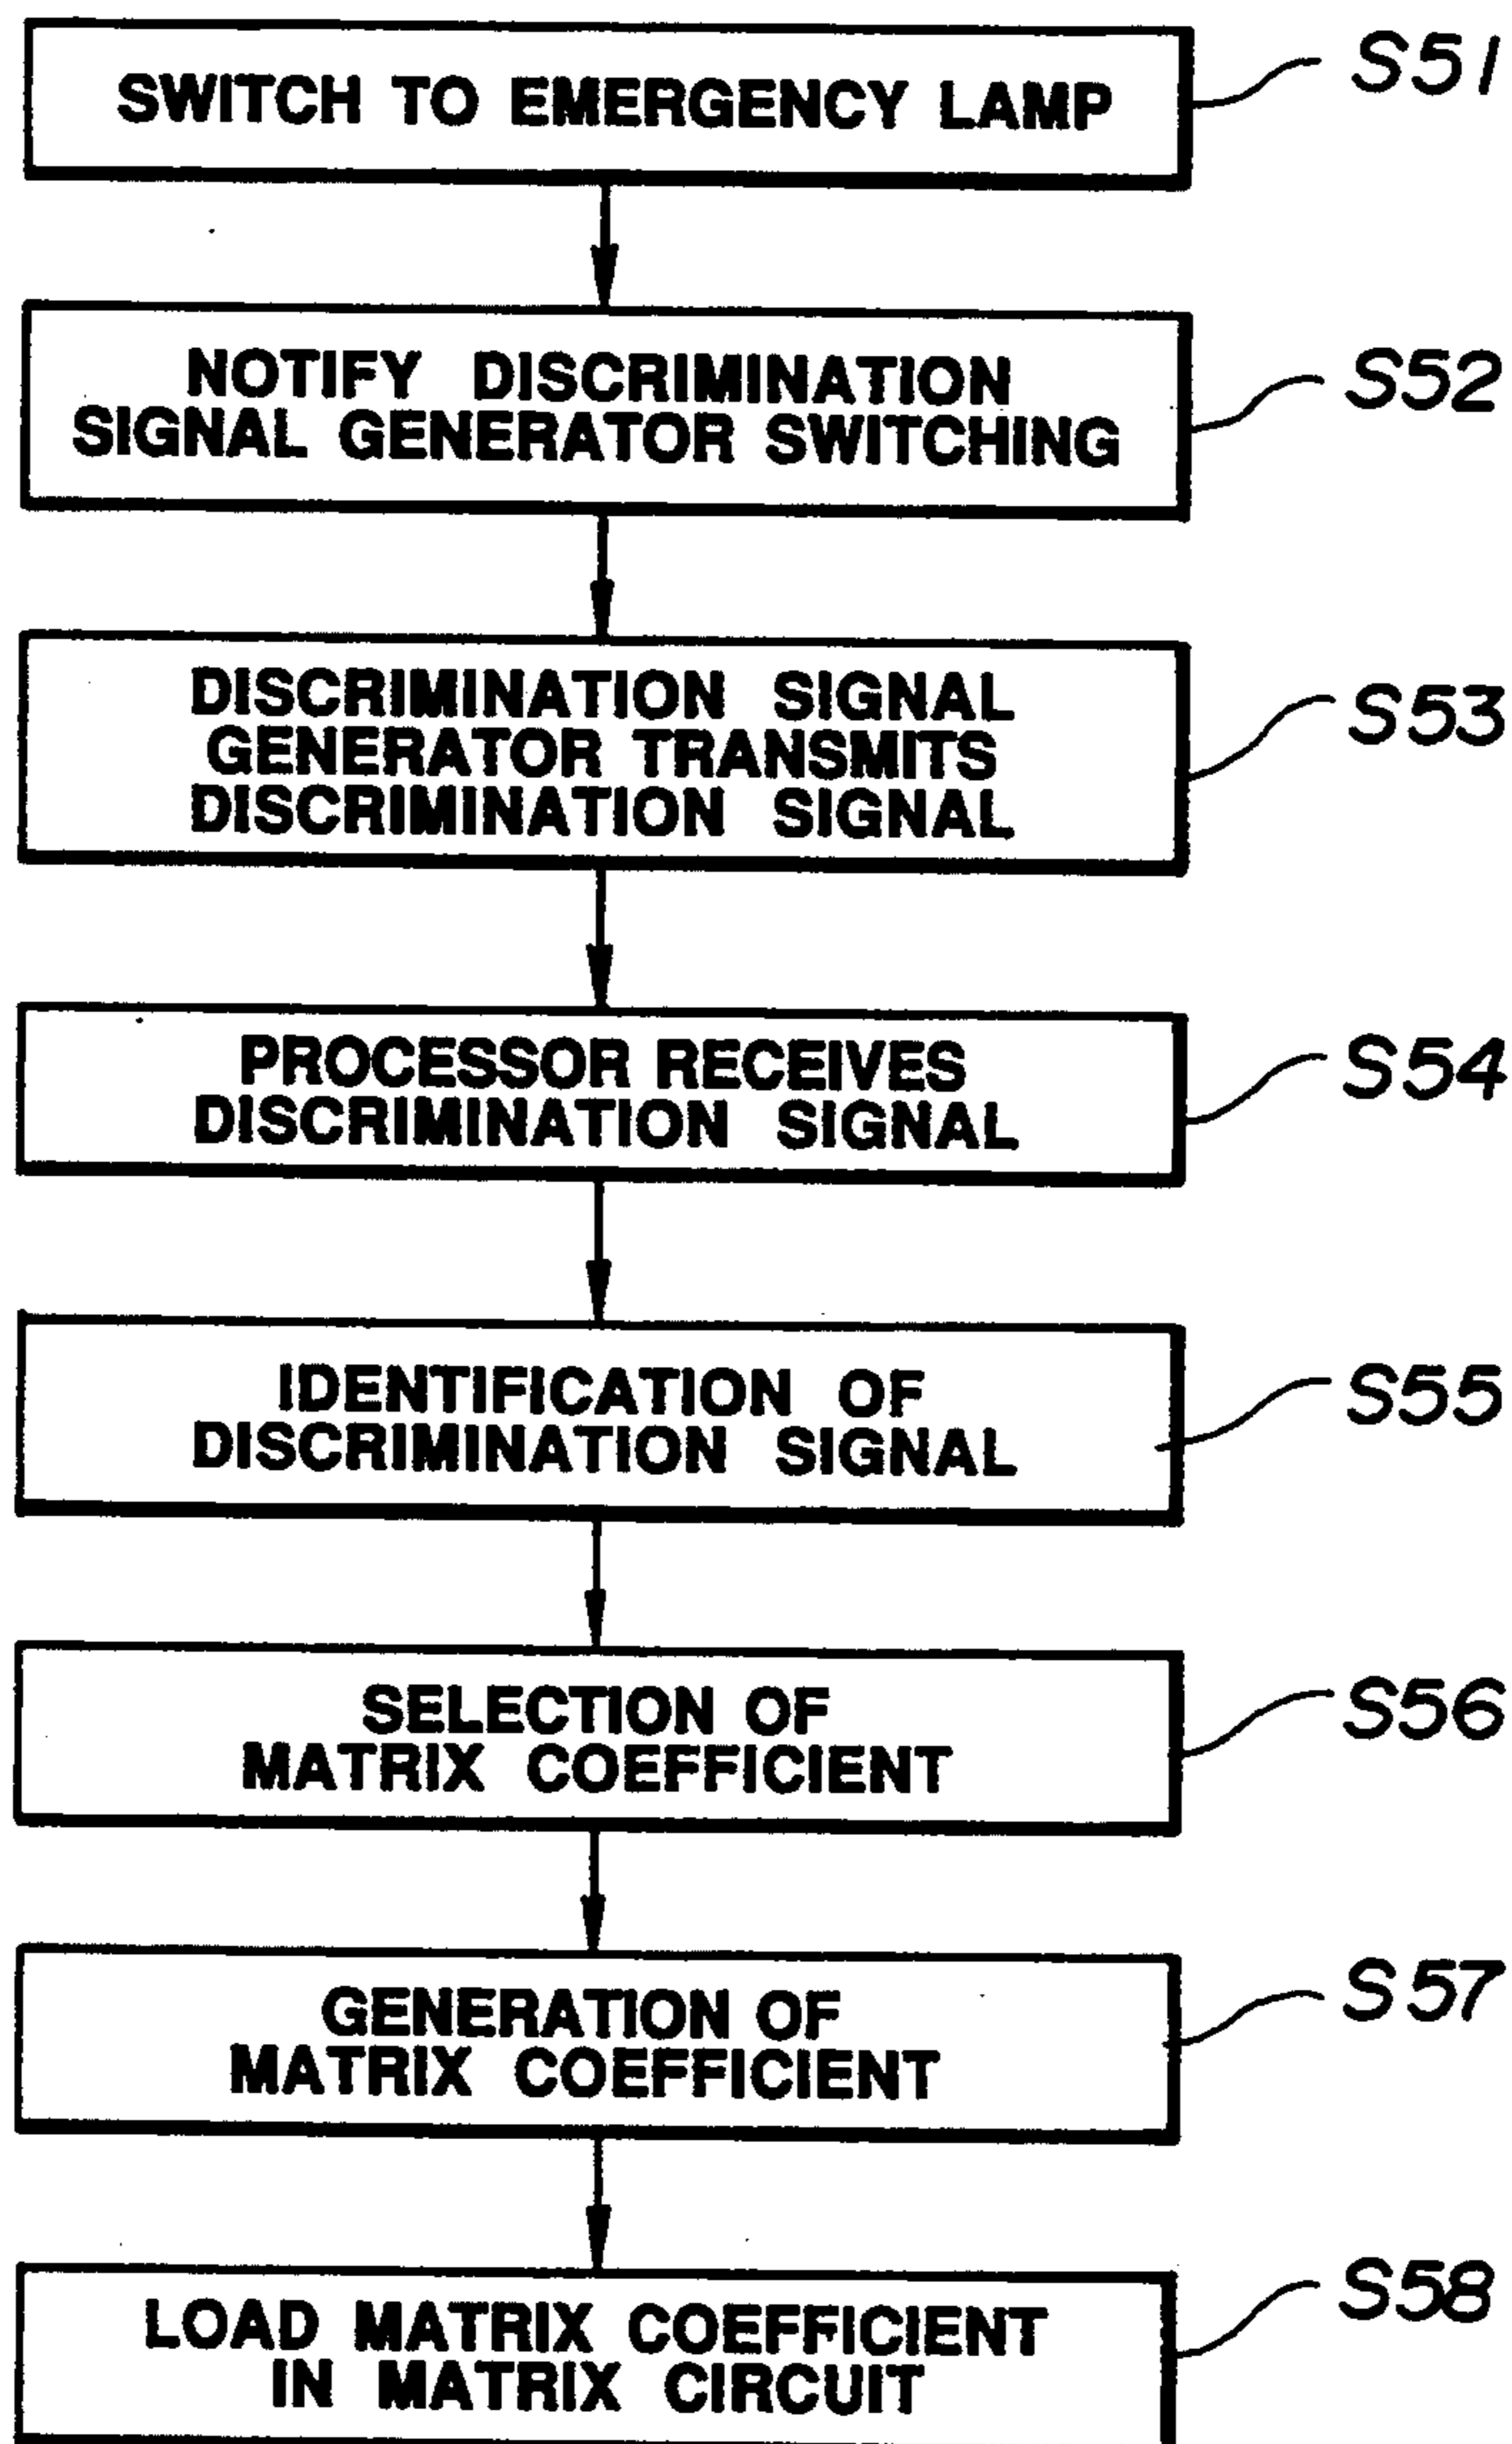 SWITCH TO EMERGENCY LAMP
S51
NOTIFY DISCRIMINATION
SIGNAL GENERATOR SWITCHING
S52
DISCRIMINATION SIGNAL
GENERATOR TRANSMITS
DISCRIMINATION SIGNAL
S53
PROCESSOR RECEIVES
DISCRIMINATION SIGNAL
S54
IDENTIFICATION OF
DISCRIMINATION SIGNAL
S55
SELECTION OF
MATRIX COEFFICIENT
S56
GENERATION OF
MATRIX COEFFICIENT
S57
LOAD MATRIX COEFFICIENT
IN MATRIX CIRCUIT
S58